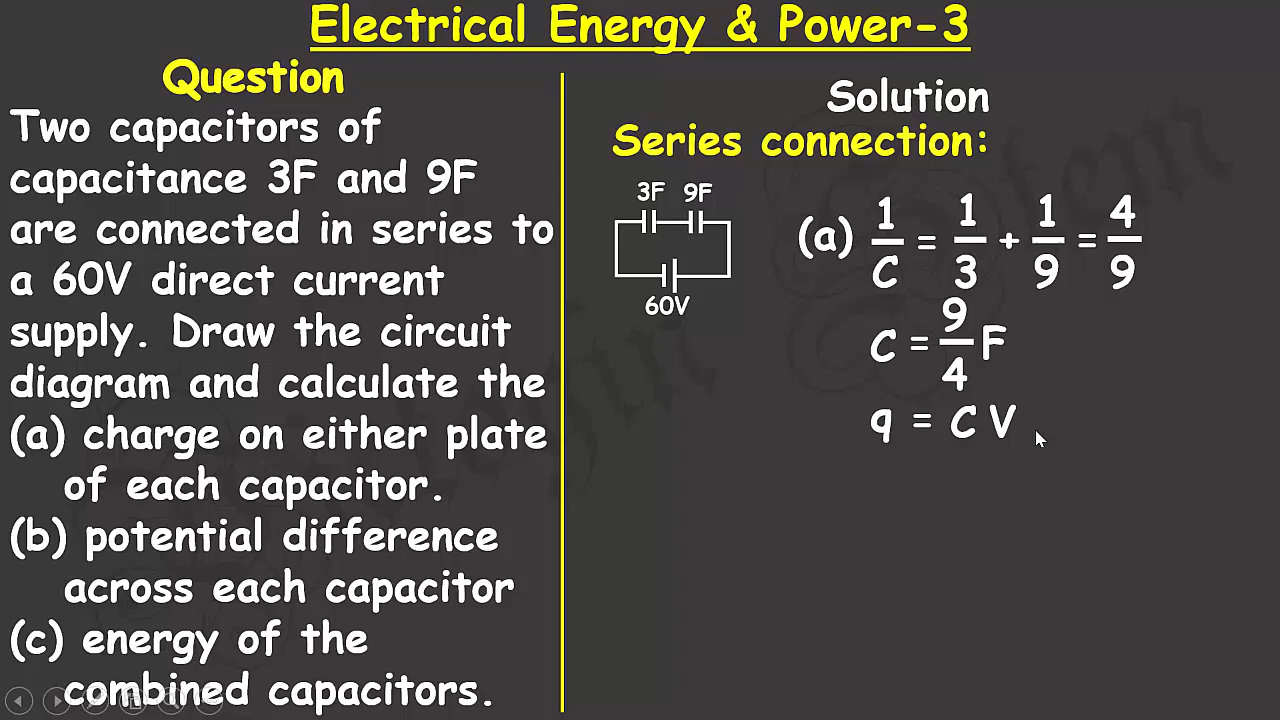 Electrical Energy & Power-3
Question
Two capacitors of
capacitance 3F and 9F
are connected in series to
a 60V direct current
supply. Draw the circuit
diagram and calculate the
(a) charge on either plate
of each capacitor.
(b) potential difference
across each capacitor
(c) energy of the
combined capacitors.
Solution
Series connection:
3F 9F
60V
(a) 1/C = 1/3 + 1/9 = 4/9
C = 9/4 F
q = C V